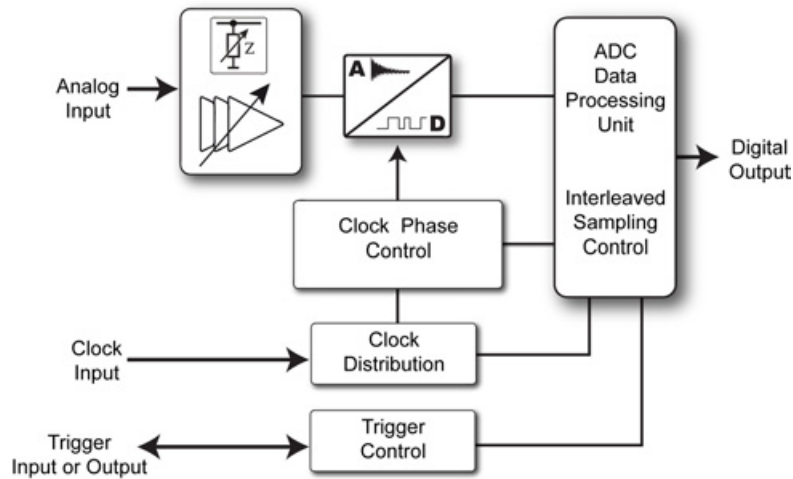 Z
Analog
Input
A
D
ADC
Data
Processing
Unit
Interleaved
Sampling
Control
Digital
Output
Clock Phase
Control
Clock
Input
Clock
Distribution
Trigger
Input or Output
Trigger
Control